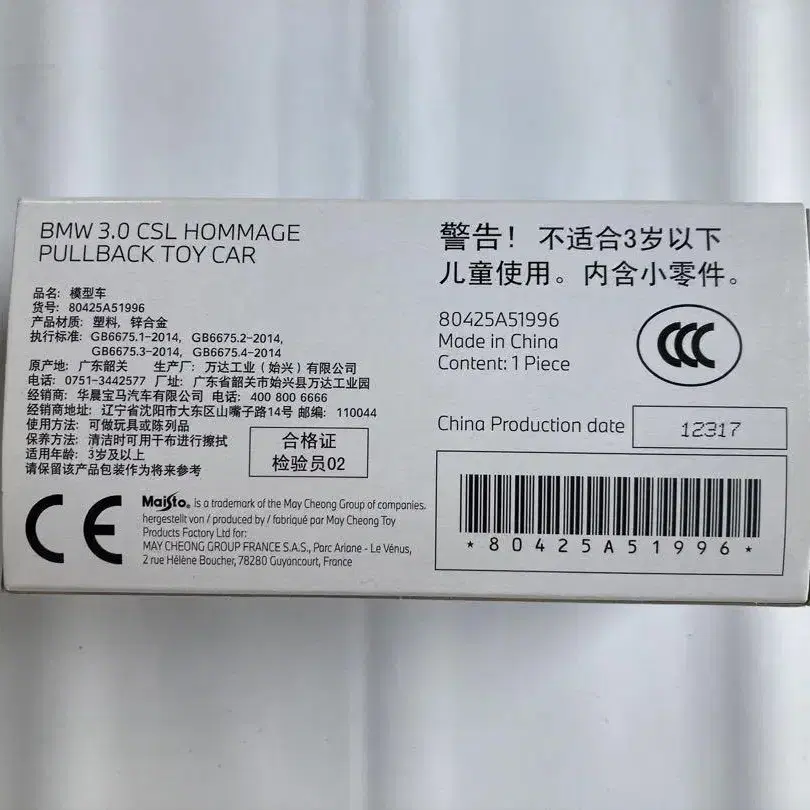 BMW 3.0 CSL HOMMAGE
PULLBACK TOY CAR
品名: 模型车
货号: 80425A51996
产品材质: 塑料, 锌合金
执行标准: GB6675.1-2014, GB6675.2-2014,
GB6675.3-2014, GB6675.4-2014
原产地: 广东韶关 生产厂: 万达工业（始兴）有限公司
电话: 0751-3442577 厂址: 广东省韶关市始兴县万达工业园
经销商: 华晨宝马汽车有限公司 电话: 400 800 6666
经销商地址: 辽宁省沈阳市大东区山嘴子路14号 邮编: 110044
使用方法: 可做玩具或陈列品
保养方法: 清洁时可用干布进行擦拭
适用年龄: 3岁及以上
请保留该产品包装作为将来参考
合格证
检验员02
CE
Maisto® Is a trademark of the May Cheong Group of companies.
hergestellt von / produced by / fabriqué par May Cheong Toy
Products Factory Ltd for:
MAY CHEONG GROUP FRANCE S.A.S., Parc Ariane - Le Vénus,
2 rue Hélène Boucher, 78280 Guyancourt, France
警告！ 不适合3岁以下
儿童使用。内含小零件。
80425A51996
Made in China
Content: 1 Piece
CCC
China Production date
12317
*80425A51996*